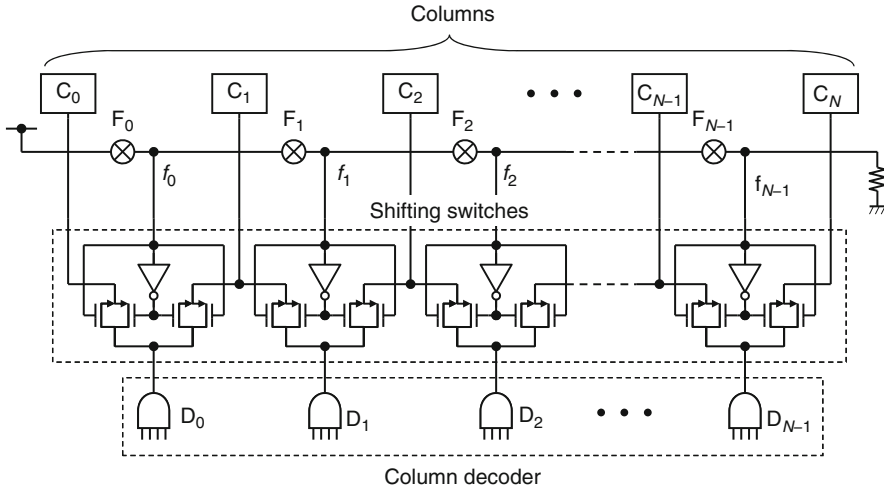 Columns
C0 C1 C2 CN−1 CN
F0 F1 F2 FN−1
f0 f1 f2 fN−1
Shifting switches
D0 D1 D2 DN−1
Column decoder